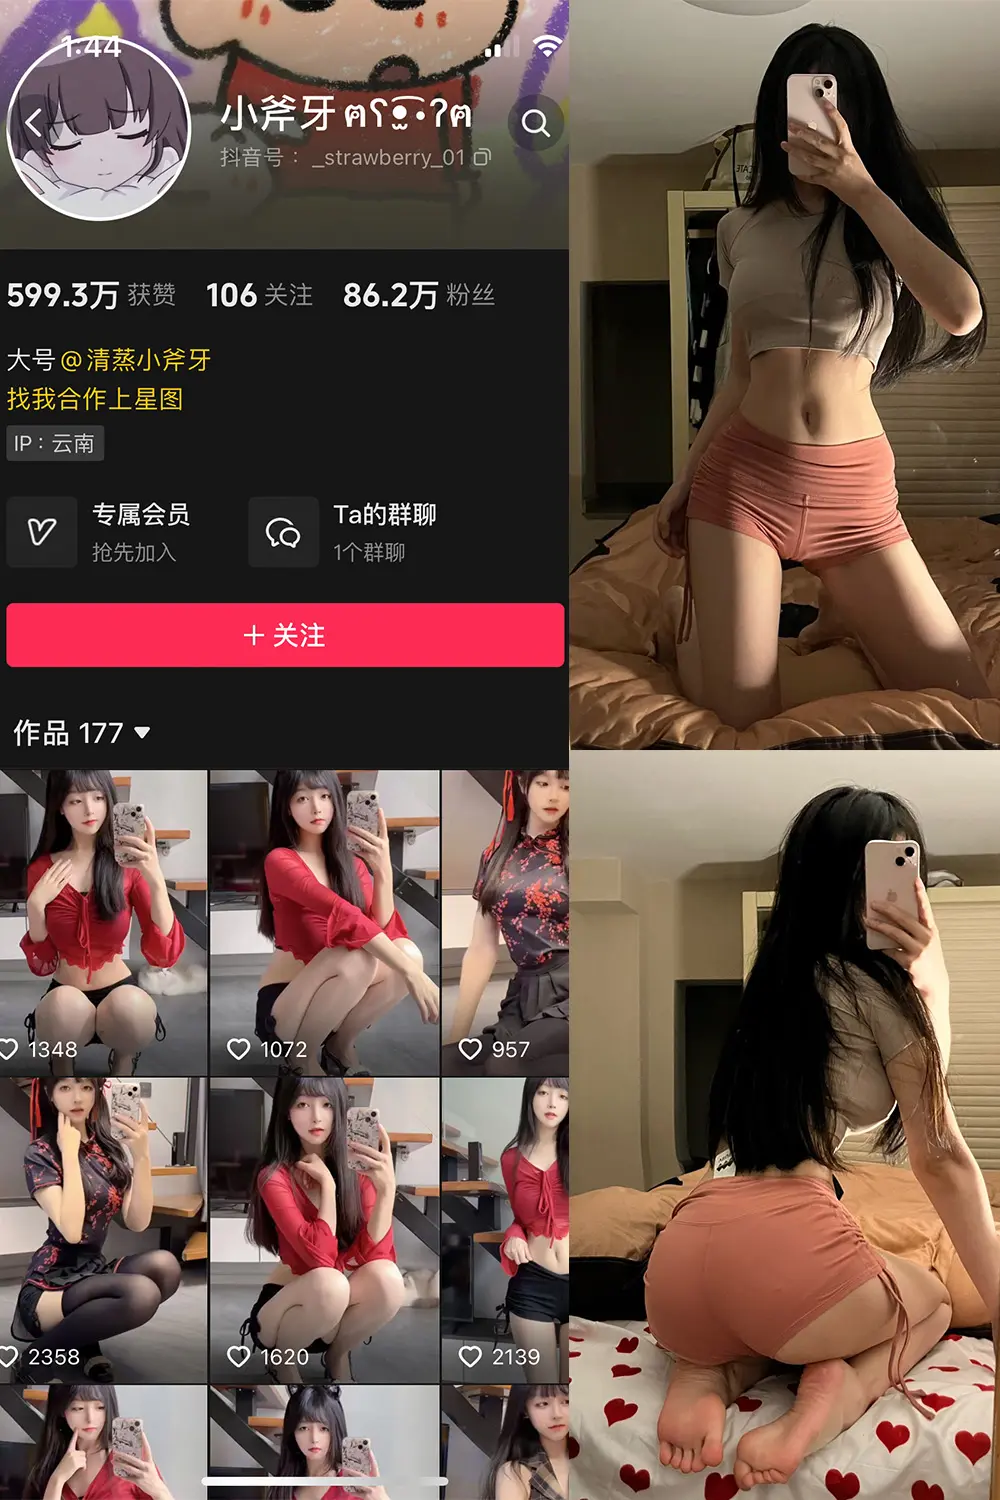 1:44
小斧牙ฅʕ•̫͡•ʔฅ
抖音号：_strawberry_01
599.3万 获赞 106 关注 86.2万 粉丝
大号@清蒸小斧牙
找我合作上星图
IP：云南
专属会员 Ta的群聊
抢先加入 1个群聊
＋ 关注
作品 177
1348 1072 957
2358 1620 2139